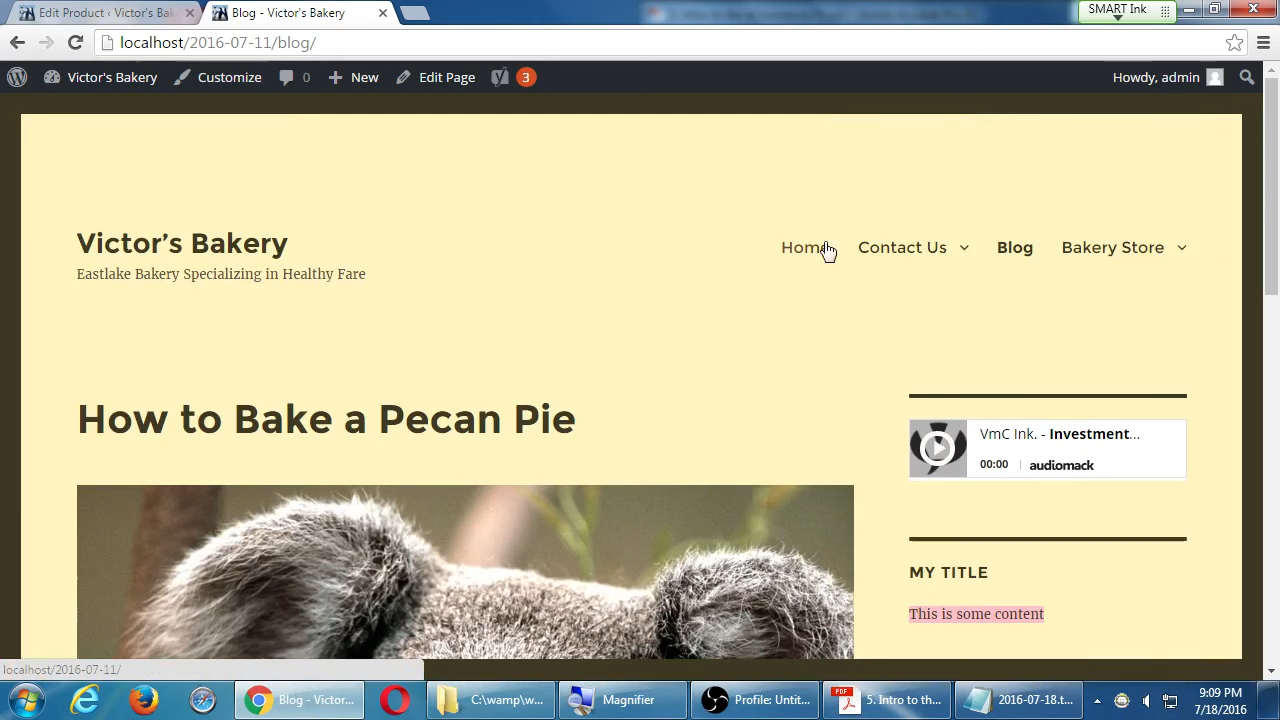 Edit Product ‹ Victor's Bak
Blog - Victor's Bakery
SMART Ink
localhost/2016-07-11/blog/
Victor's Bakery
Customize
0
New
Edit Page
3
Howdy, admin
Victor's Bakery
Eastlake Bakery Specializing in Healthy Fare
Home
Contact Us
Blog
Bakery Store
How to Bake a Pecan Pie
VmC Ink. - Investment...
00:00
audiomack
MY TITLE
This is some content
localhost/2016-07-11/
Blog - Victor...
C:\wamp\w...
Magnifier
Profile: Untit...
PDF
5. Intro to th...
2016-07-18.t...
9:09 PM
7/18/2016